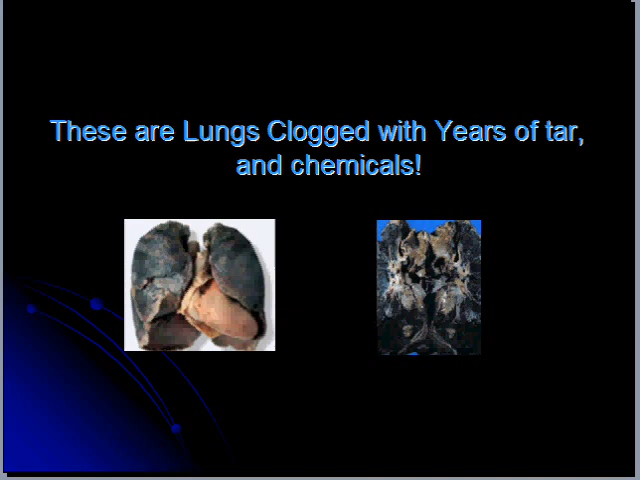 These are Lungs Clogged with Years of tar,
and chemicals!